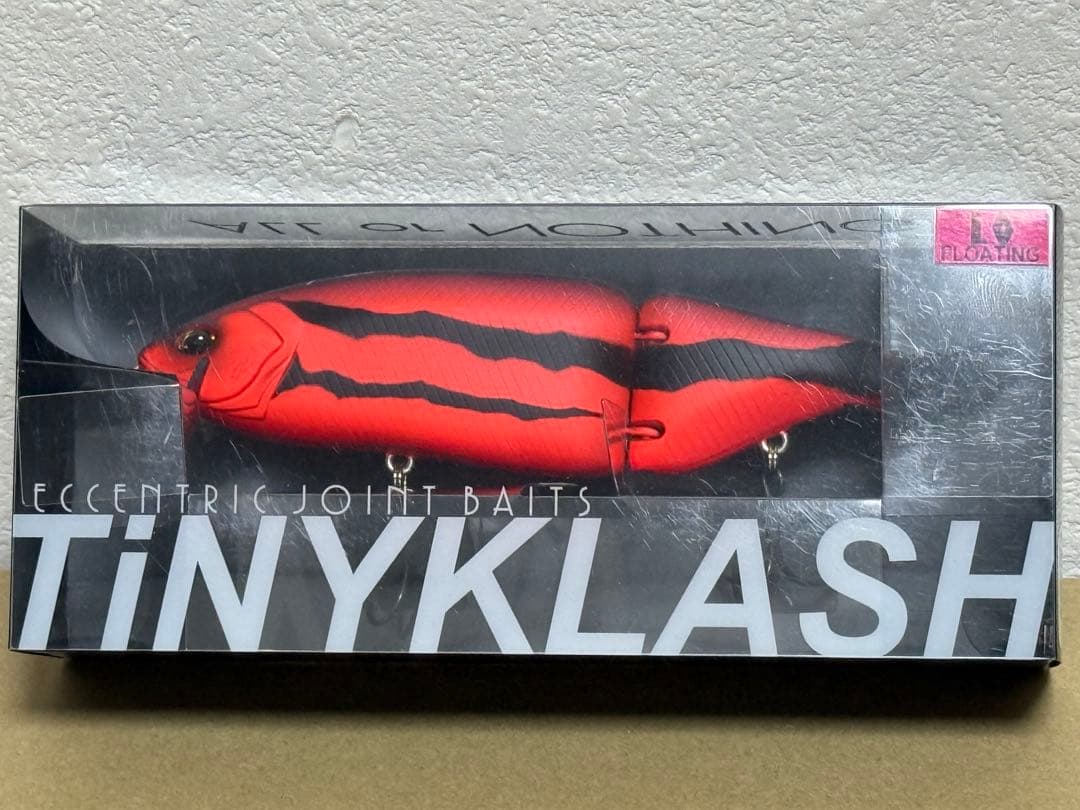 ALL OR NOTHING
Lo
FLOATING
ECCENTRIC JOINT BAITS
TiNYKLASH